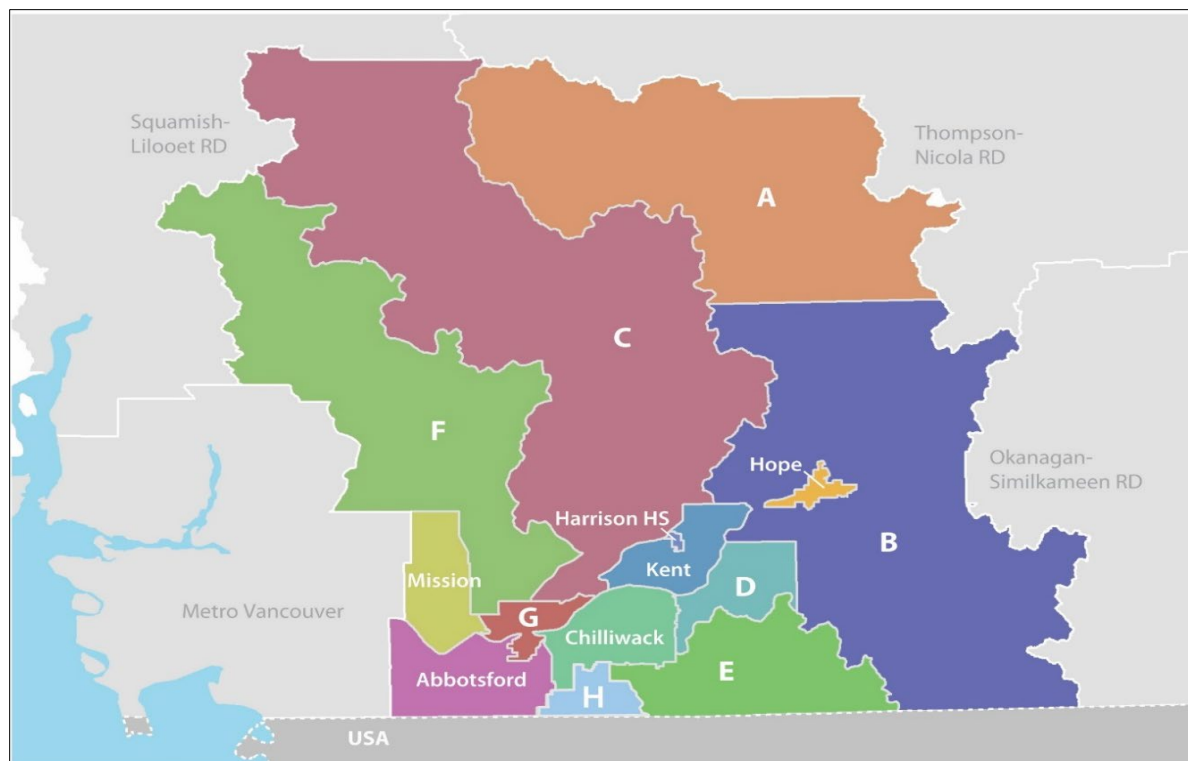 Squamish-
Lilooet RD
Thompson-
Nicola RD
A
C
F
Hope
Okanagan-
Similkameen RD
Harrison HS
B
Kent
Mission
D
Metro Vancouver
G
Chilliwack
E
Abbotsford
H
USA